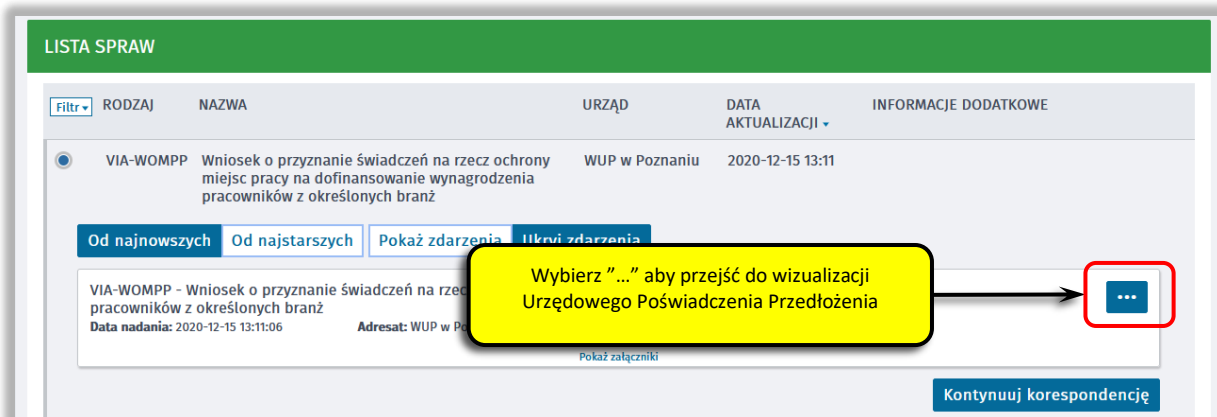 LISTA SPRAW
Filtr RODZAJ NAZWA URZĄD DATA AKTUALIZACJI INFORMACJE DODATKOWE
VIA-WOMPP Wniosek o przyznanie świadczeń na rzecz ochrony WUP w Poznaniu 2020-12-15 13:11
miejsc pracy na dofinansowanie wynagrodzenia
pracowników z określonych branż
Od najnowszych Od najstarszych Pokaż zdarzenia Ukryj zdarzenia
VIA-WOMPP - Wniosek o przyznanie świadczeń na
pracowników z określonych branż
Data nadania: 2020-12-15 13:11:06 Adresat: WUP w
Wybierz ”...” aby przejść do wizualizacji
Urzędowego Poświadczenia Przedłożenia
...
Pokaż załączniki
Kontynuuj korespondencję